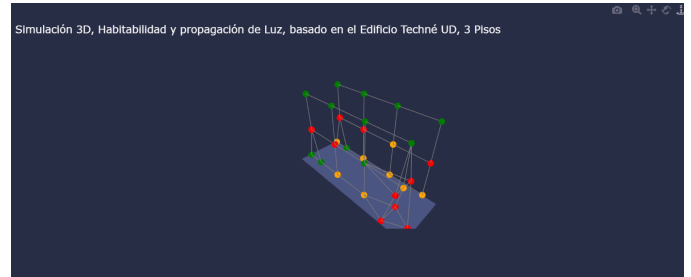 Simulación 3D, Habitabilidad y propagación de Luz, basado en el Edificio Techné UD, 3 Pisos